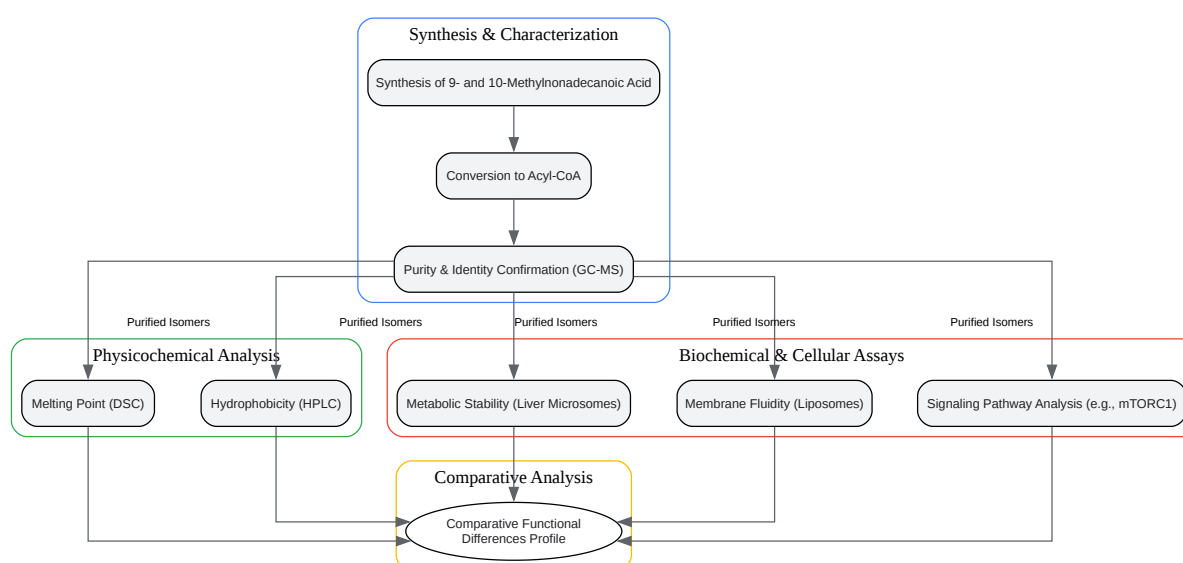 Synthesis & Characterization
Synthesis of 9- and 10-Methylnonadecanoic Acid
Conversion to Acyl-CoA
Purity & Identity Confirmation (GC-MS)
Purified Isomers
Purified Isomers
Purified Isomers
Purified Isomers
Purified Isomers
Physicochemical Analysis
Biochemical & Cellular Assays
Melting Point (DSC)
Hydrophobicity (HPLC)
Metabolic Stability (Liver Microsomes)
Membrane Fluidity (Liposomes)
Signaling Pathway Analysis (e.g., mTORC1)
Comparative Analysis
Comparative Functional
Differences Profile